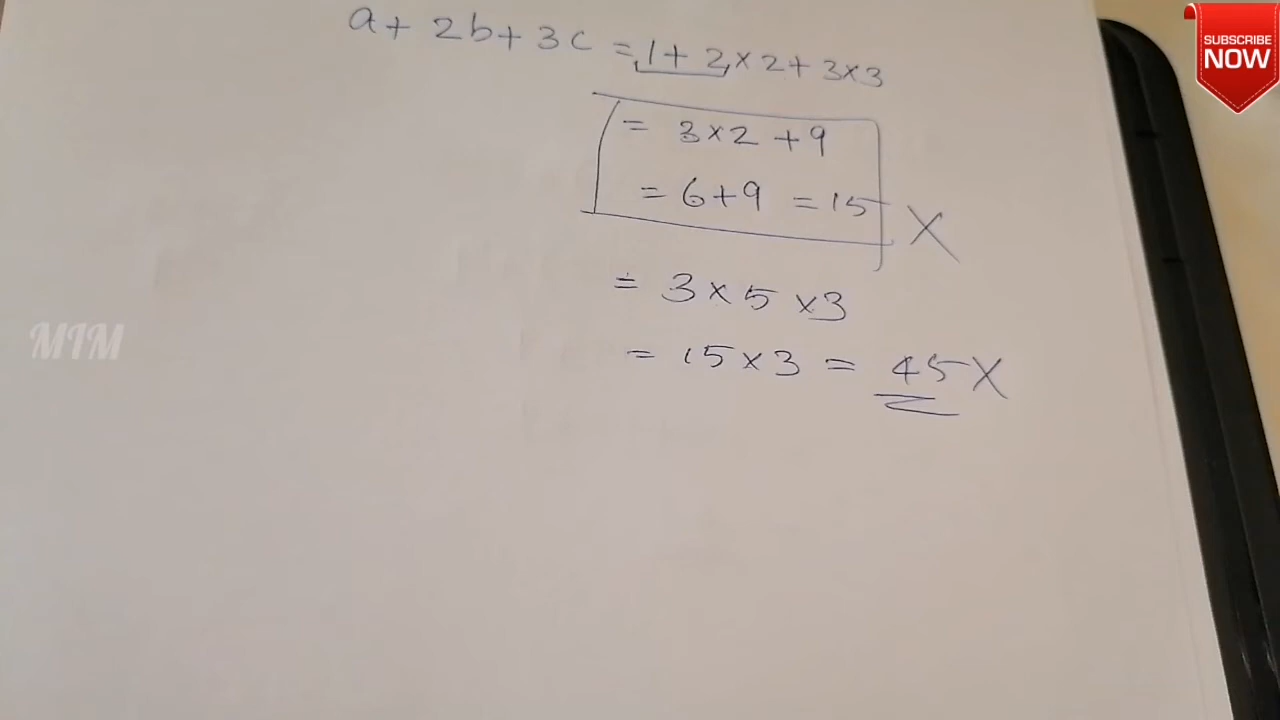 a + 2b + 3c = 1 + 2 × 2 + 3 × 3
= 3 × 2 + 9
= 6 + 9 = 15 X
= 3 × 5 × 3
= 15 × 3 = 45 X
MIM
SUBSCRIBE
NOW